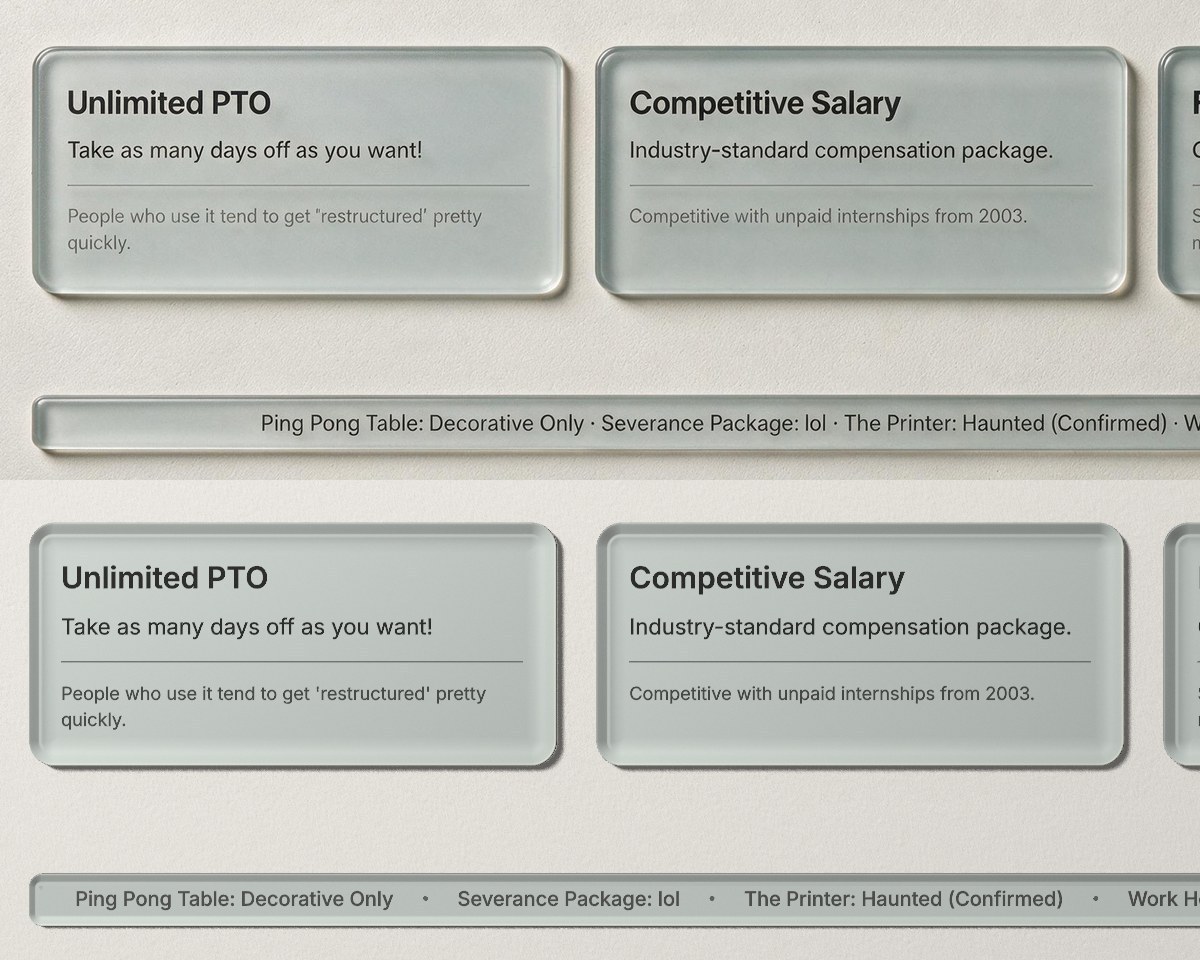 Unlimited PTO
Take as many days off as you want!
People who use it tend to get "restructured' pretty
quickly.
Competitive Salary
Industry-standard compensation package.
Competitive with unpaid internships from 2003.
Ping Pong Table: Decorative Only · Severance Package: lol · The Printer: Haunted (Confirmed) ·
Unlimited PTO
Take as many days off as you want!
People who use it tend to get 'restructured' pretty
quickly.
Competitive Salary
Industry-standard compensation package.
Competitive with unpaid internships from 2003.
Ping Pong Table: Decorative Only • Severance Package: lol • The Printer: Haunted (Confirmed) • Work